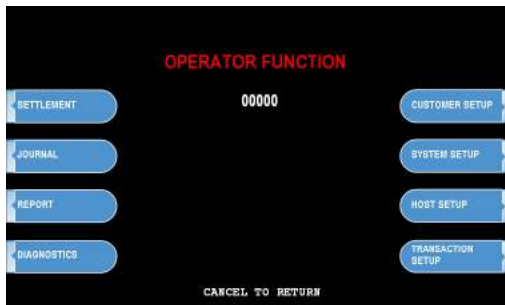 OPERATOR FUNCTION
00000
SETTLEMENT
CUSTOMER SETUP
JOURNAL
SYSTEM SETUP
REPORT
HOST SETUP
DIAGNOSTICS
TRANSACTION
SETUP
CANCEL TO RETURN